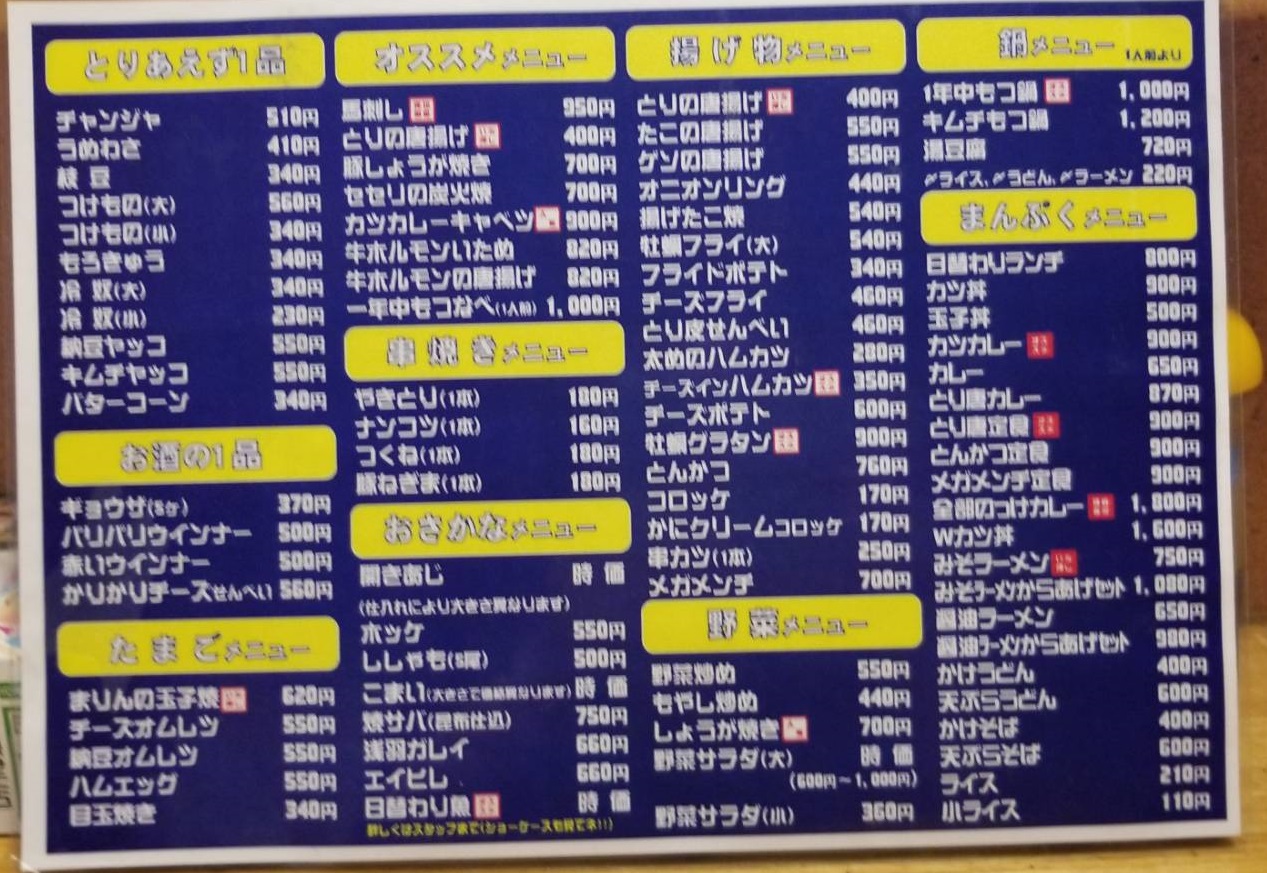 とりあえず1品
チャンジャ 510円
うめわさ 410円
枝豆 340円
つけもの(大) 560円
つけもの(小) 340円
もろきゅう 340円
冷奴(大) 340円
冷奴(小) 230円
納豆ヤッコ 550円
キムチヤッコ 550円
バターコーン 340円
お酒の1品
ギョウザ(5ケ) 370円
パリパリウインナー 500円
赤いウインナー 500円
かりかりチーズせんべい 560円
たまごメニュー
まりんの玉子焼 620円
チーズオムレツ 550円
納豆オムレツ 550円
ハムエッグ 550円
目玉焼き 340円
オススメメニュー
馬刺し 950円
とりの唐揚げ 400円
豚しょうが焼き 700円
セセリの炭火焼 700円
カツカレーキャベツ 900円
牛ホルモンいため 820円
牛ホルモンの唐揚げ 820円
一年中もつなべ(1人前) 1,000円
串焼きメニュー
やきとり(1本) 180円
ナンコツ(1本) 160円
つくね(1本) 180円
豚ねぎま(1本) 180円
おさかなメニュー
開きあじ 時価
(仕入れにより大きさ異なります)
ホッケ 550円
ししゃも(5尾) 500円
こまい(大きさで価格異なります) 時価
焼サバ(昆布仕込) 750円
浅羽ガレイ 660円
エイヒレ 660円
日替わり魚 時価
詳しくはスタッフまで(ショーケースも見てネ!!)
揚げ物メニュー
とりの唐揚げ 400円
たこの唐揚げ 550円
ゲソの唐揚げ 550円
オニオンリング 440円
揚げたこ焼 540円
牡蠣フライ(大) 540円
フライドポテト 340円
チーズフライ 460円
とり皮せんべい 460円
太めのハムカツ 280円
チーズインハムカツ 350円
チーズポテト 600円
牡蠣グラタン 900円
とんかつ 760円
コロッケ 170円
かにクリームコロッケ 170円
串カツ(1本) 250円
メガメンチ 700円
野菜メニュー
野菜炒め 550円
もやし炒め 440円
しょうが焼き 700円
野菜サラダ(大) 時価
(600円～1,000円)
野菜サラダ(小) 360円
鍋メニュー 1人前より
1年中もつ鍋 1,000円
キムチもつ鍋 1,200円
湯豆腐 720円
〆ライス、〆うどん、〆ラーメン 220円
まんぷくメニュー
日替わりランチ 800円
カツ丼 900円
玉子丼 500円
カツカレー 900円
カレー 650円
とり唐カレー 870円
とり唐定食 900円
とんかつ定食 900円
メガメンチ定食 900円
全部のっけカレー 1,800円
Wカツ丼 1,600円
みそラーメン 750円
みそラーメンからあげセット 1,080円
醤油ラーメン 650円
醤油ラーメンからあげセット 980円
かけうどん 400円
天ぷらうどん 600円
かけそば 400円
天ぷらそば 600円
ライス 210円
小ライス 110円